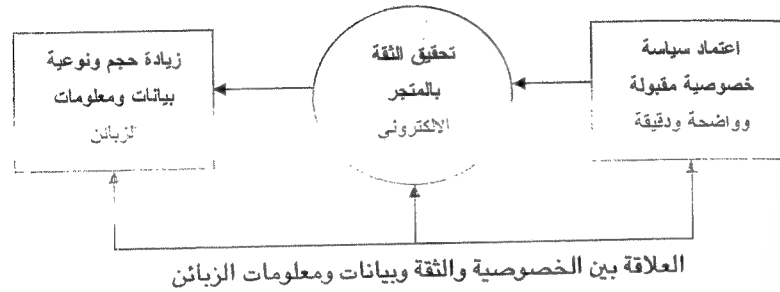 اعتماد سياسة
خصوصية مقبولة
وواضحة ودقيقة
تحقيق الثقة
بالمتجر
الالكتروني
زيادة حجم ونوعية
بيانات ومعلومات
الزبائن
العلاقة بين الخصوصية والثقة وبيانات ومعلومات الزبائن